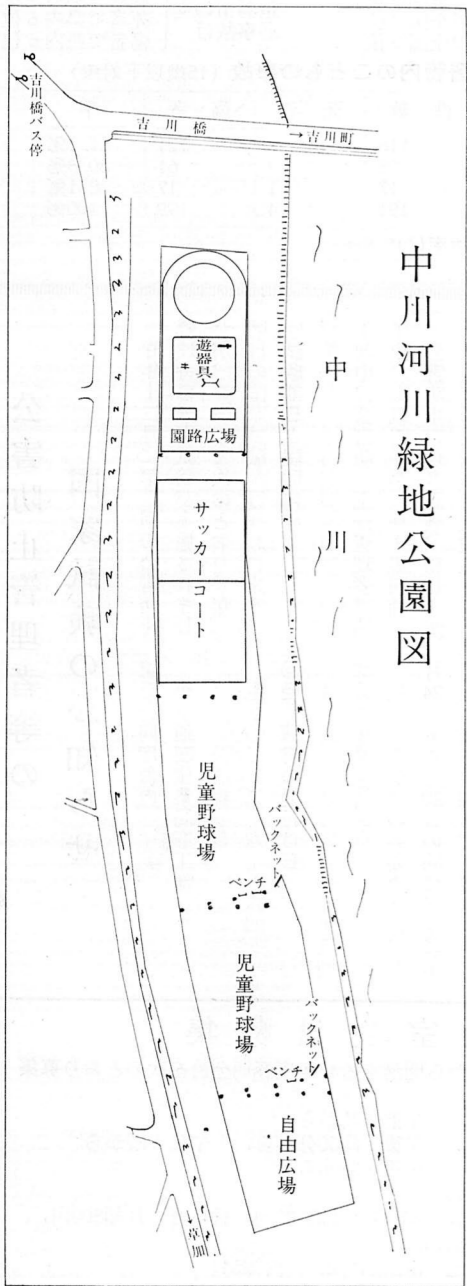 中川河川緑地公園図
吉川橋バス停
吉川橋
→吉川町
中川
遊器具
園路広場
サッカーコート
児童野球場
バックネット
ベンチ
児童野球場
バックネット
ベンチ
自由広場
→草加